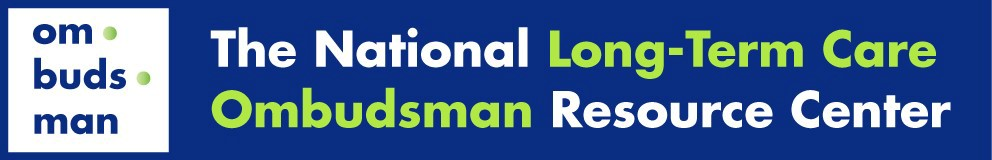 om•
buds•
man
The National Long-Term Care
Ombudsman Resource Center